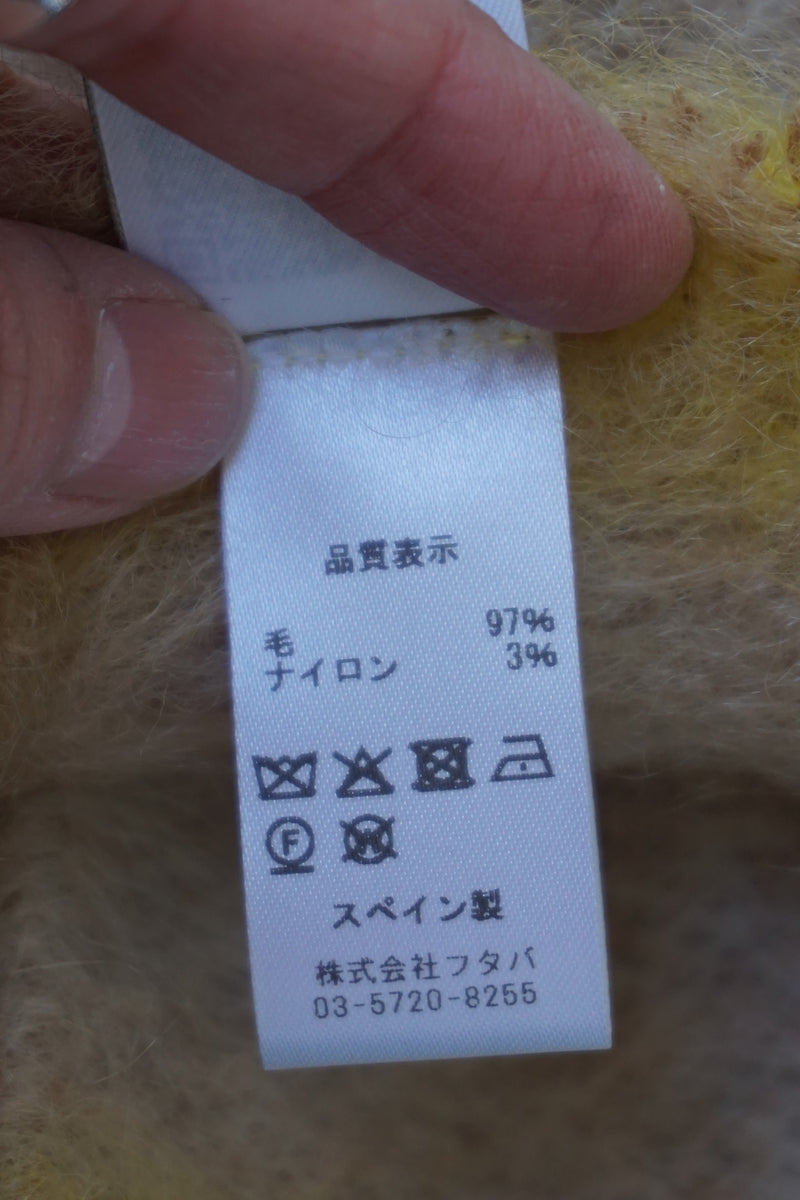 品質表示
毛 97%
ナイロン 3%
F W
スペイン製
株式会社フタバ
03-5720-8255